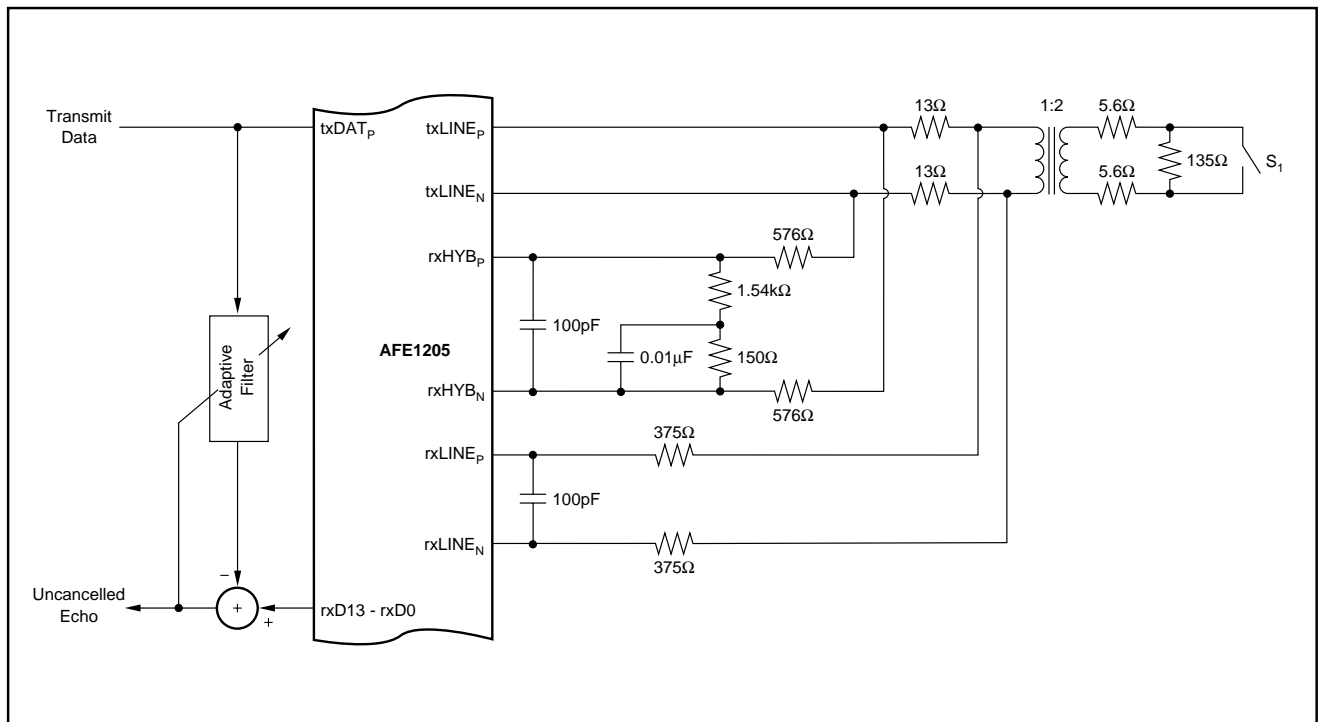 Transmit
Data
txDATP
txLINEP
13Ω
1:2
5.6Ω
135Ω
S1
txLINEN
13Ω
5.6Ω
rxHYBP
576Ω
1.54kΩ
100pF
AFE1205
0.01µF
150Ω
Adaptive
Filter
rxHYBN
576Ω
rxLINEP
375Ω
100pF
rxLINEN
375Ω
–
Uncancelled
Echo
+
+
rxD13 - rxD0